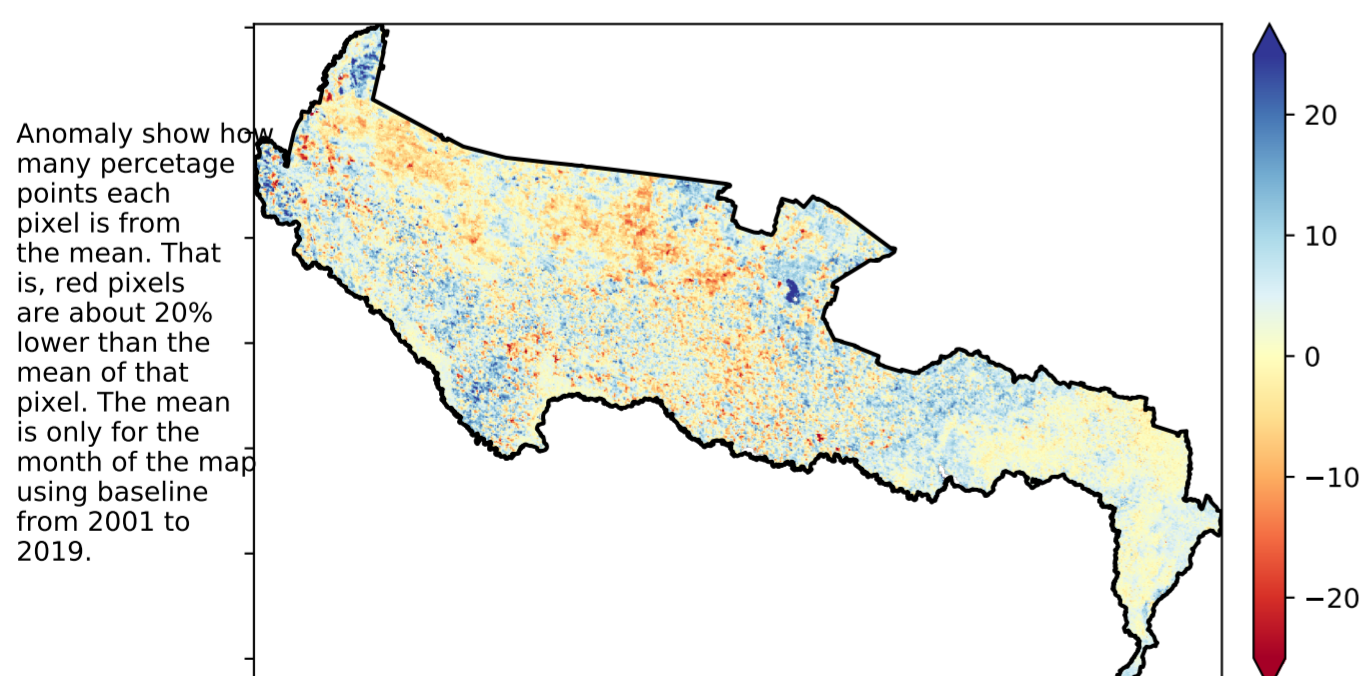 Anomaly show how
many percetage
points each
pixel is from
the mean. That
is, red pixels
are about 20%
lower than the
mean of that
pixel. The mean
is only for the
month of the map
using baseline
from 2001 to
2019.
20
10
0
−10
−20